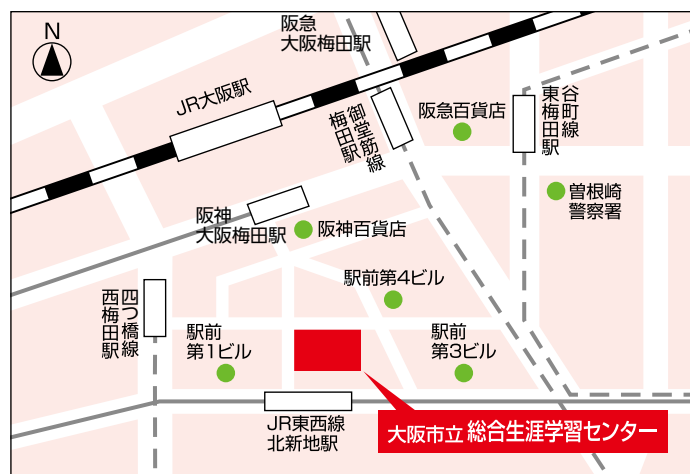 N
阪急
大阪梅田駅
JR大阪駅
御堂筋線
梅田駅
阪急百貨店
谷町線
東梅田駅
曽根崎
警察署
阪神
大阪梅田駅
阪神百貨店
駅前第4ビル
四つ橋線
西梅田駅
駅前
第1ビル
駅前
第3ビル
JR東西線
北新地駅
大阪市立 総合生涯学習センター